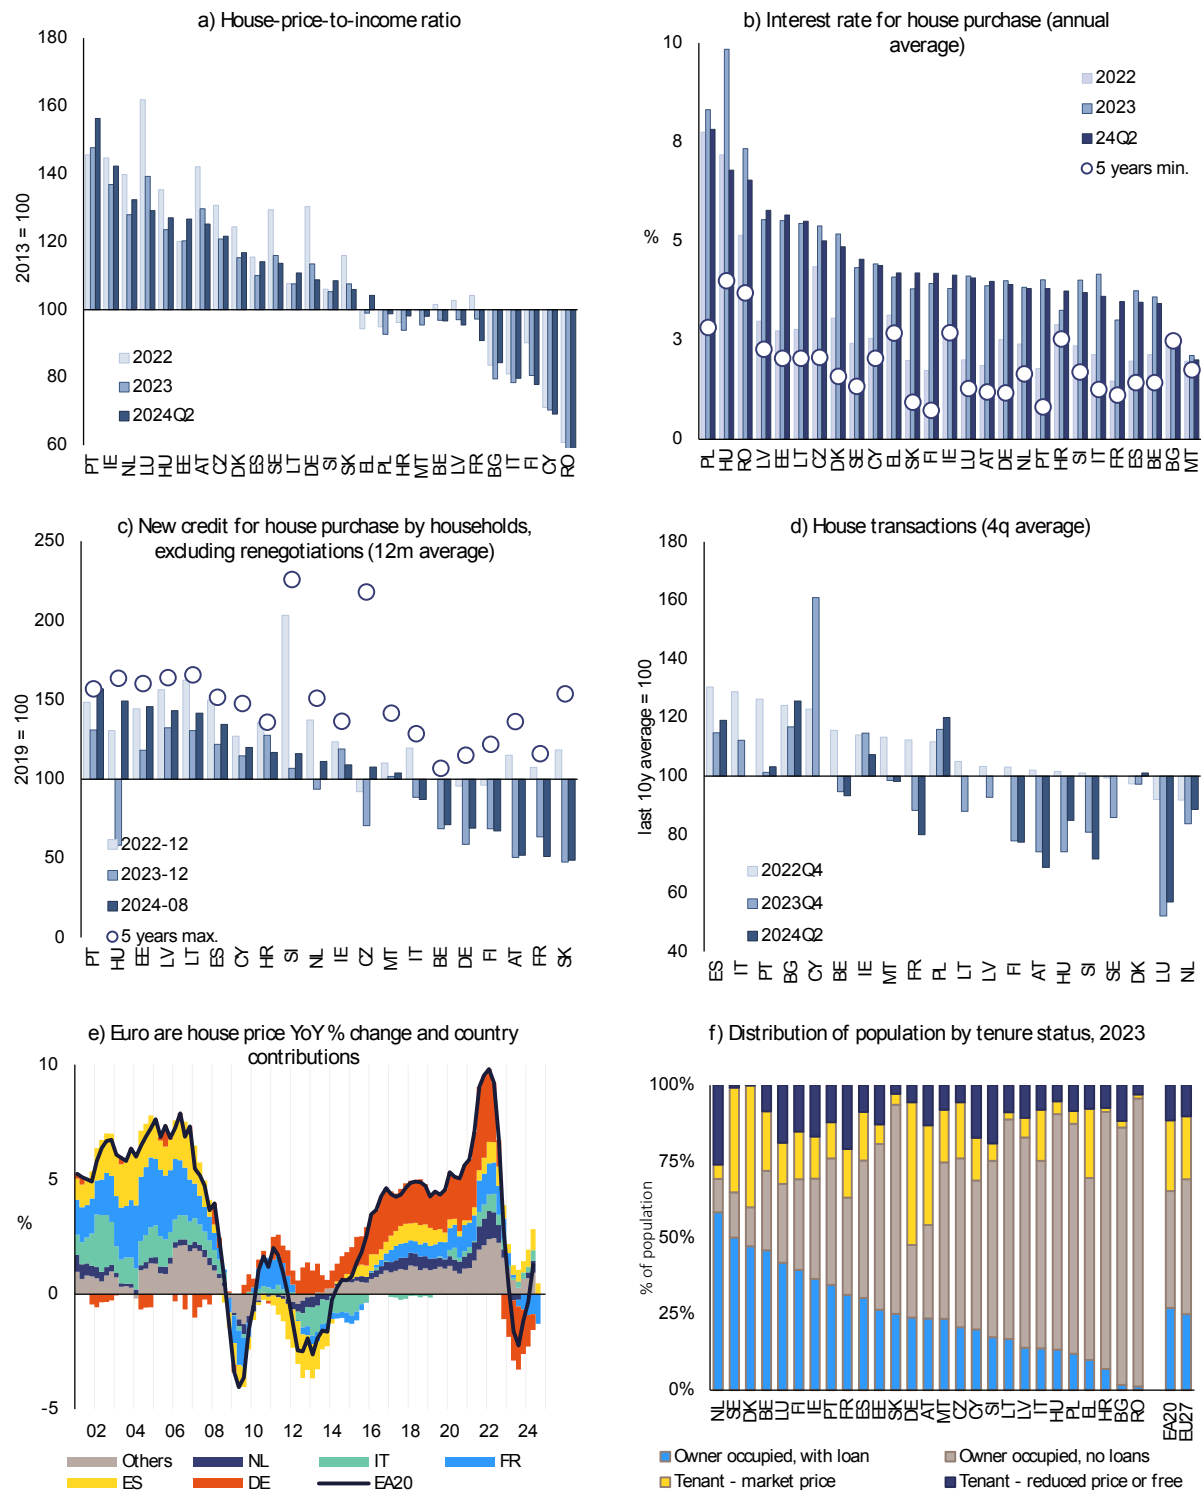 a) House-price-to-income ratio
180
160
140
120
100
80
60
2013 = 100
2022
2023
2024Q2
PT IE NL LU HU EE AT CZ DK ES SE LT DE SI SK EL PL HR MT BE LV FR BG IT FI CY RO
b) Interest rate for house purchase (annual
average)
10
8
5
3
0
%
2022
2023
24Q2
5 years min.
PL HU RO LV EE LT CZ DK SE CY EL SK FI IE LU AT DE NL PT HR SI IT FR ES BE BG MT
c) New credit for house purchase by households,
excluding renegotiations (12m average)
250
200
150
100
50
0
2019 = 100
2022-12
2023-12
2024-08
5 years max.
PT HU EE LV LT ES CY HR SI NL IE CZ MT IT BE DE FI AT FR SK
d) House transactions (4q average)
180
160
140
120
100
80
60
40
last 10y average = 100
2022Q4
2023Q4
2024Q2
ES IT PT BG CY BE IE MT FR PL LT LV FI AT HU SI SE DK LU NL
e) Euro are house price YoY % change and country
contributions
10
5
0
-5
%
02 04 06 08 10 12 14 16 18 20 22 24
Others NL IT FR
ES DE EA20
f) Distribution of population by tenure status, 2023
100%
75%
50%
25%
0%
% of population
NL SE DK BE LU FI IE PT FR ES EE SK DE AT MT CZ CY SI LT LV IT HU PL EL HR BG RO EA20 EU27
Owner occupied, with loan Owner occupied, no loans
Tenant - market price Tenant - reduced price or free